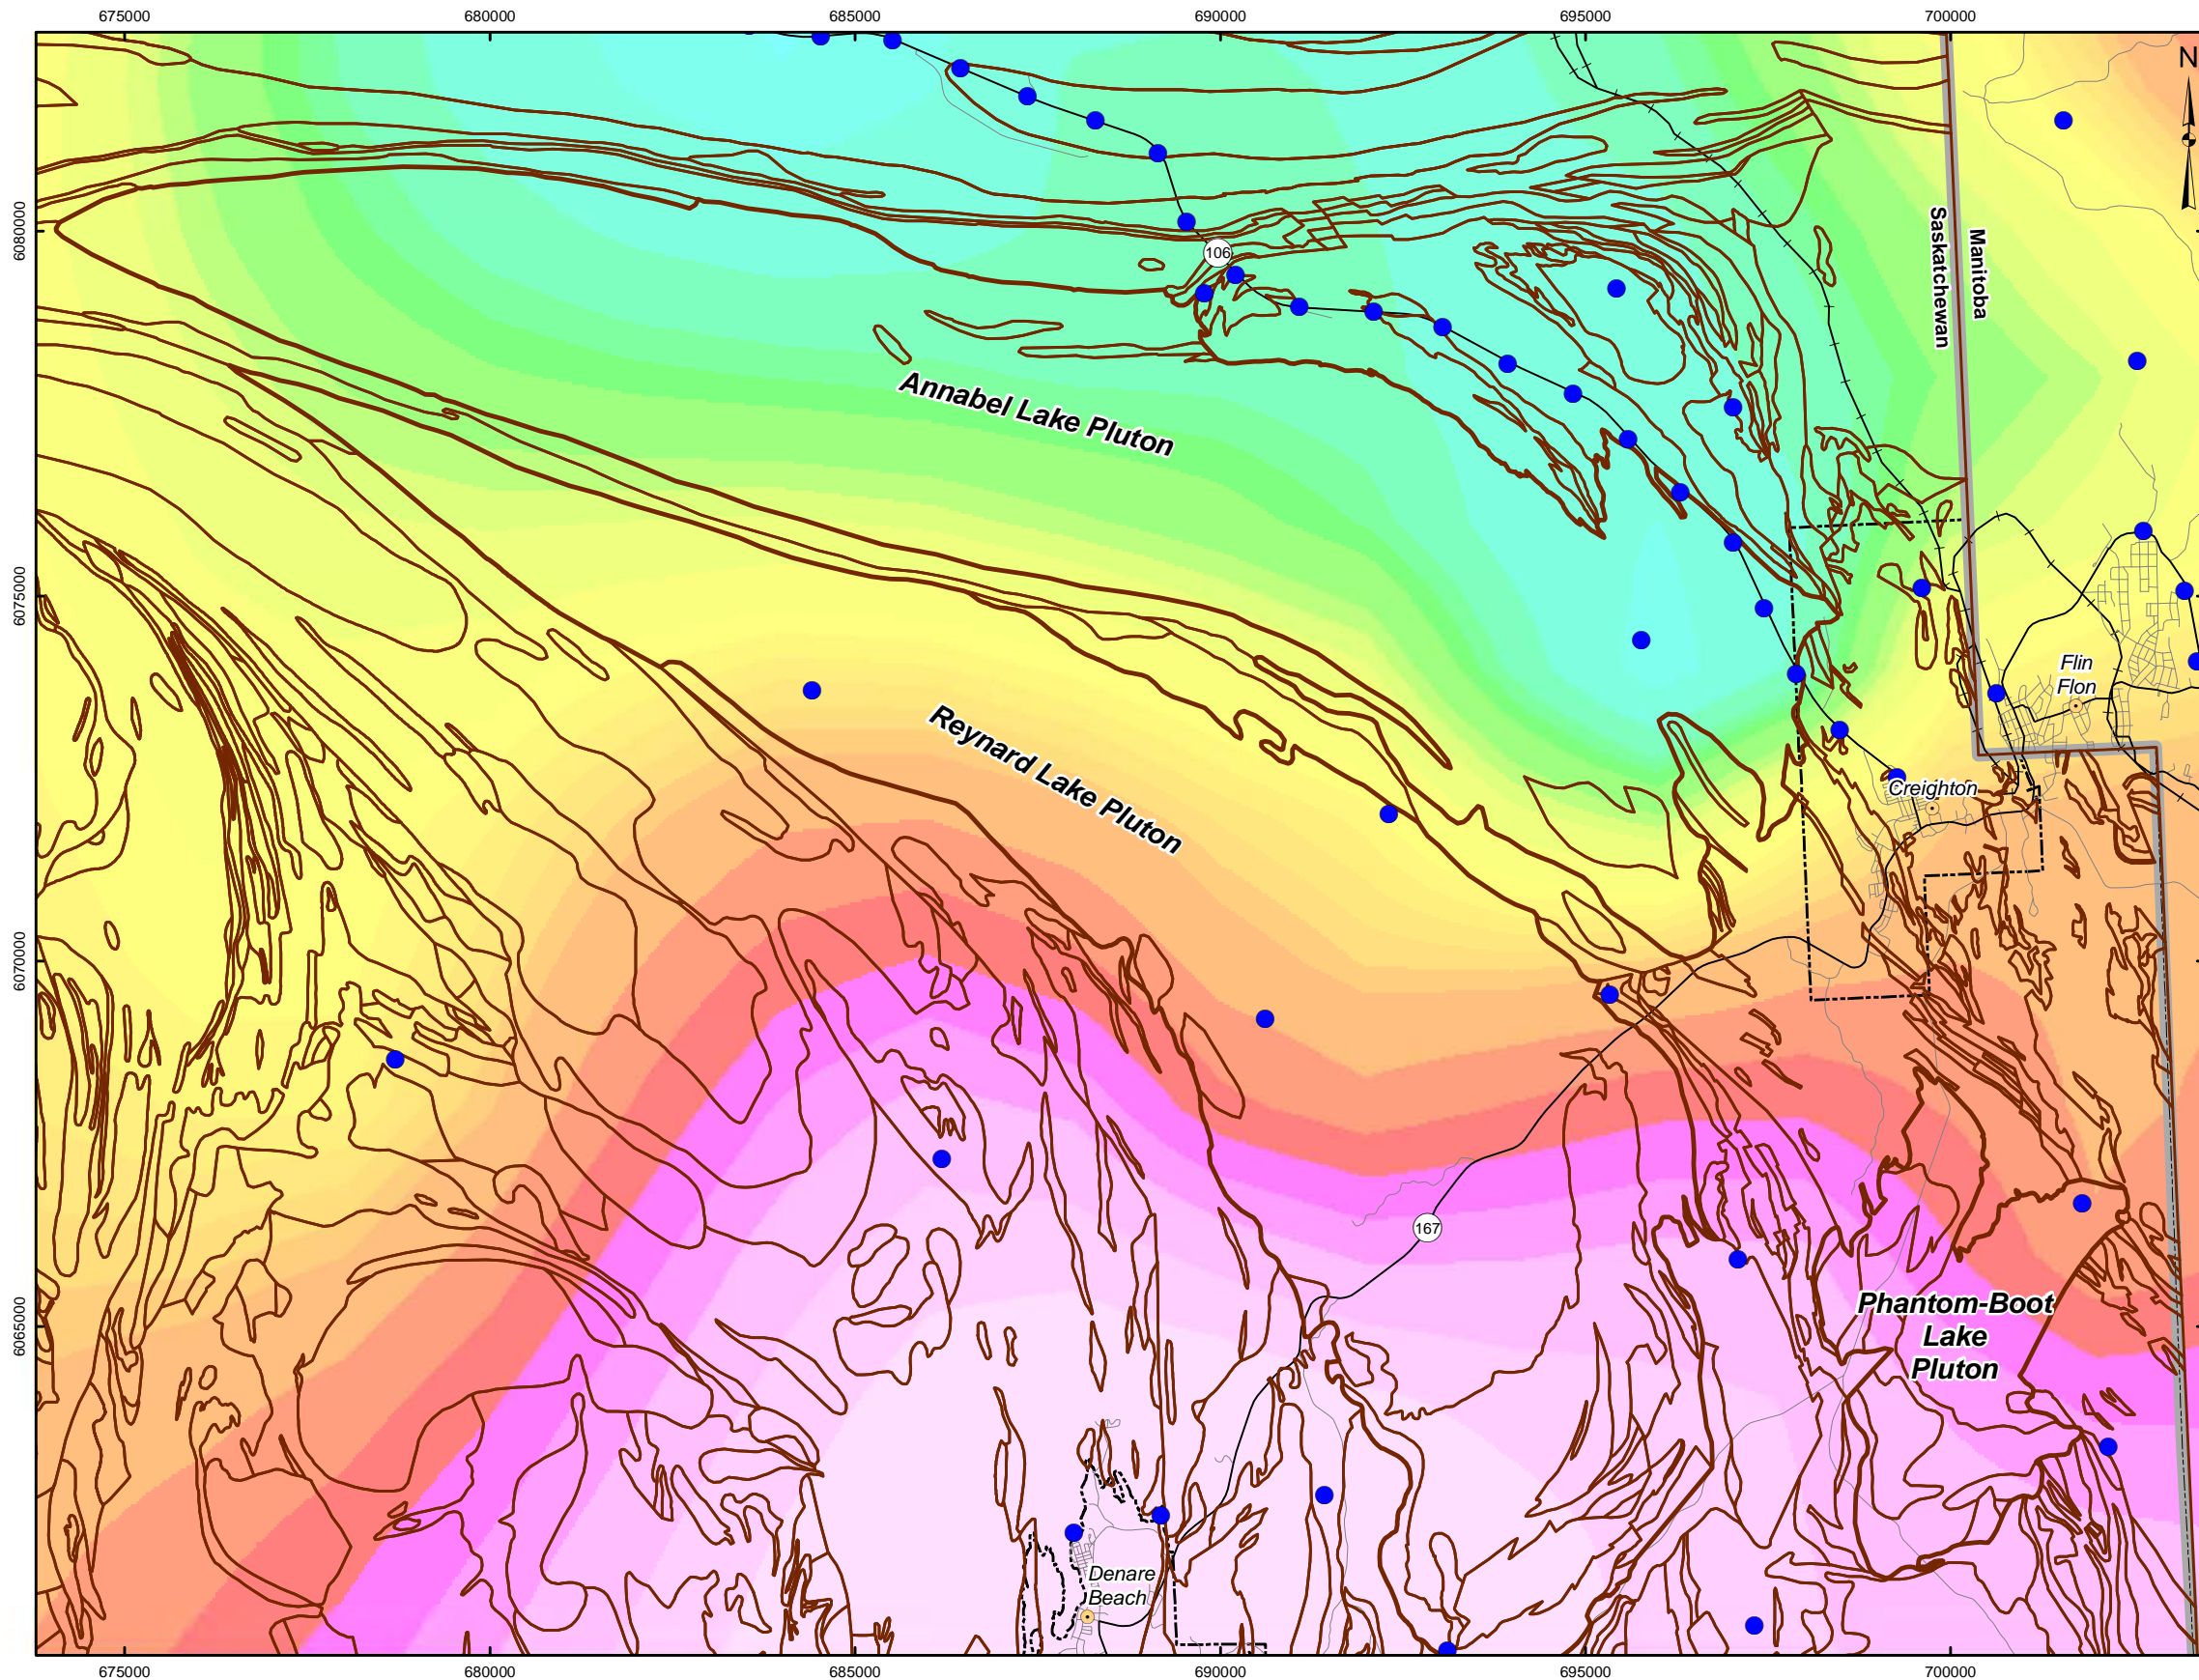 675000 680000 685000 690000 695000 700000
N
6080000
Saskatchewan
Manitoba
106
Annabel Lake Pluton
6075000
Flin
Flon
Reynard Lake Pluton
Creighton
6070000
167
6065000
Phantom-Boot
Lake
Pluton
Denare
Beach
675000 680000 685000 690000 695000 700000